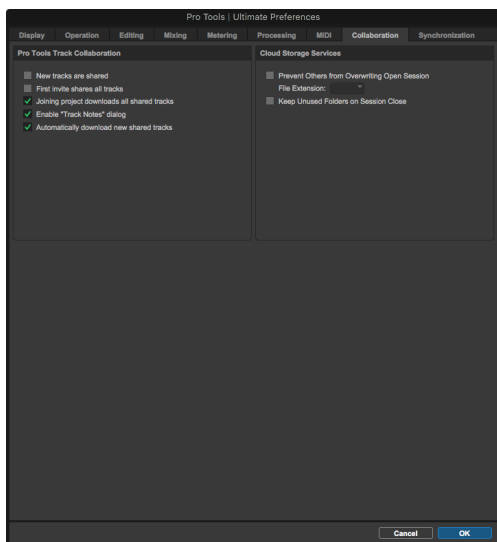 Pro Tools | Ultimate Preferences
Display Operation Editing Mixing Metering Processing MIDI Collaboration Synchronization
Pro Tools Track Collaboration
New tracks are shared
First invite shares all tracks
Joining project downloads all shared tracks
Enable "Track Notes" dialog
Automatically download new shared tracks
Cloud Storage Services
Prevent Others from Overwriting Open Session
File Extension:
Keep Unused Folders on Session Close
Cancel OK